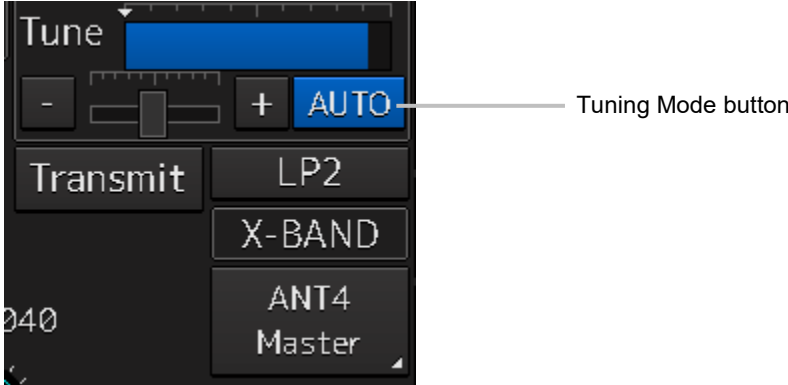 Tune
- + AUTO
Tuning Mode button
Transmit
LP2
X-BAND
ANT4
Master
040